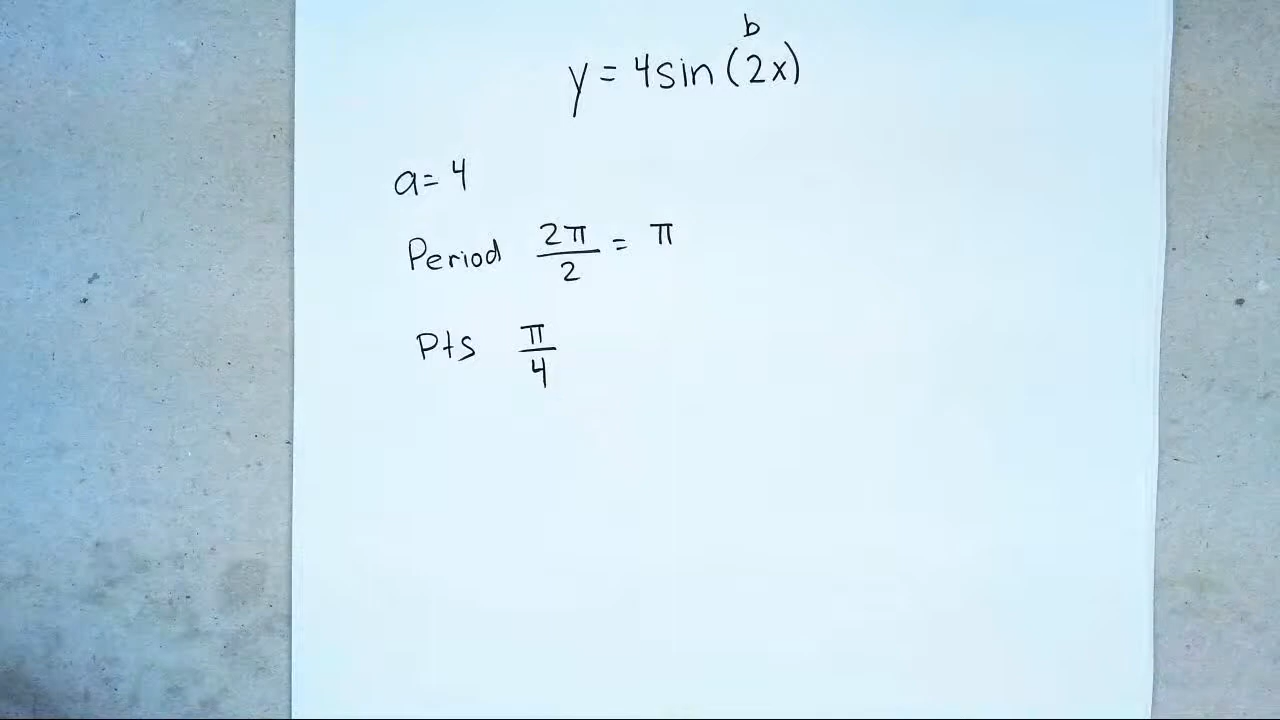 b
y = 4sin(2x)
a = 4
Period 2π/2 = π
Pts π/4